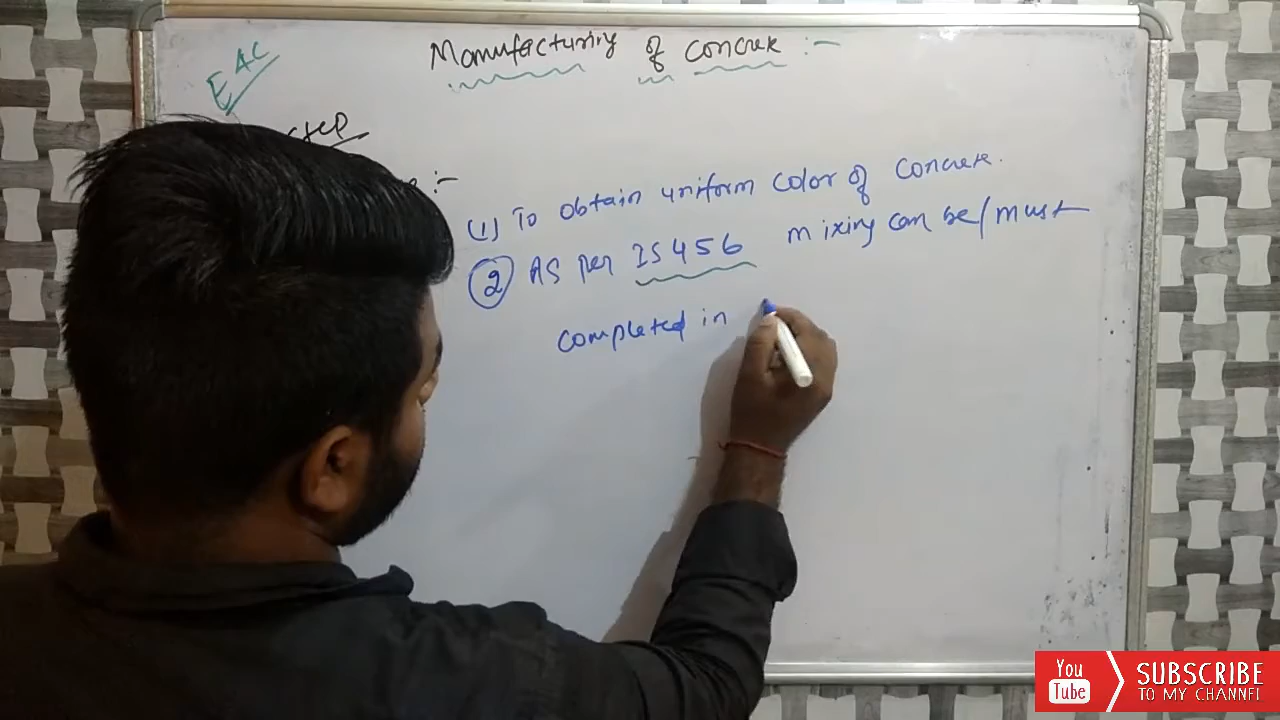 EAC
Manufacturing of concrete :-
step
:-
(1) To obtain uniform color of concrete.
(2) As per IS 456 mixing can be/must
completed in
You Tube
SUBSCRIBE
TO MY CHANNEL